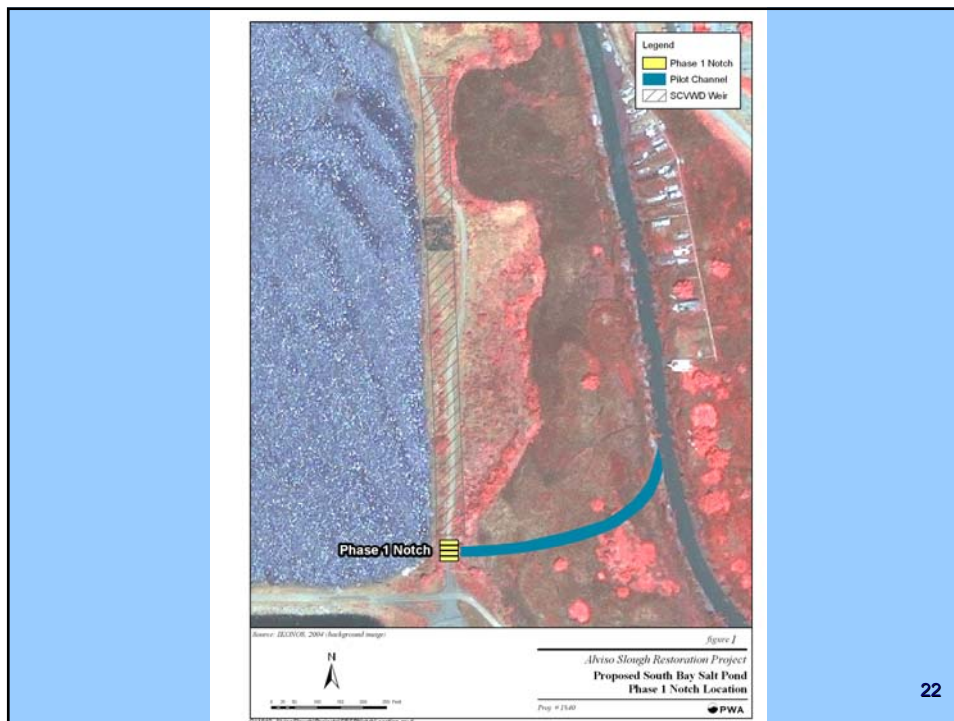 Legend
Phase 1 Notch
Pilot Channel
SCVWD Weir
Phase 1 Notch
Source: IKONOS, 2004 (background image)
figure 1
N
Alviso Slough Restoration Project
Proposed South Bay Salt Pond
Phase 1 Notch Location
PWA
22